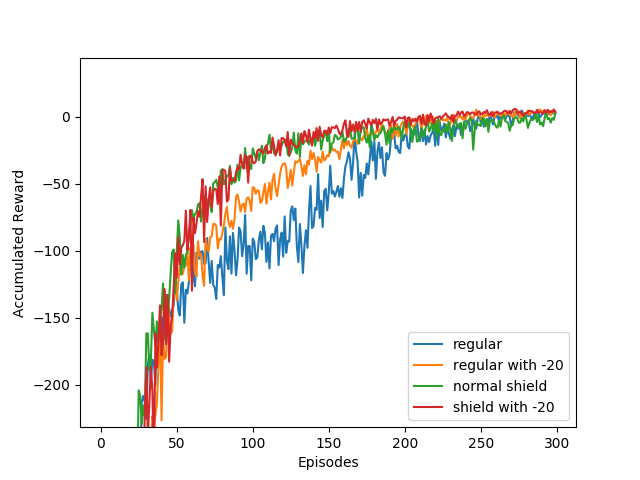 0
−50
−100
−150
−200
Accumulated Reward
0 50 100 150 200 250 300
Episodes
regular
regular with -20
normal shield
shield with -20